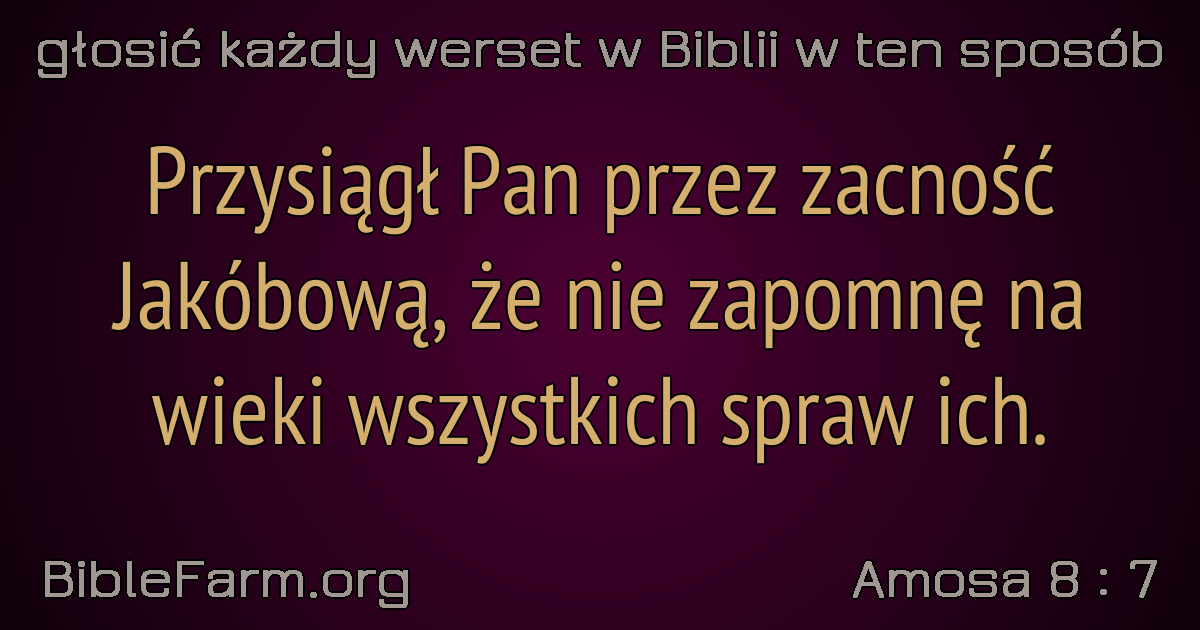 głosić każdy werset w Biblii w ten sposób
Przysiągł Pan przez zacność
Jakóbową, że nie zapomnę na
wieki wszystkich spraw ich.
BibleFarm.org
Amosa 8 : 7